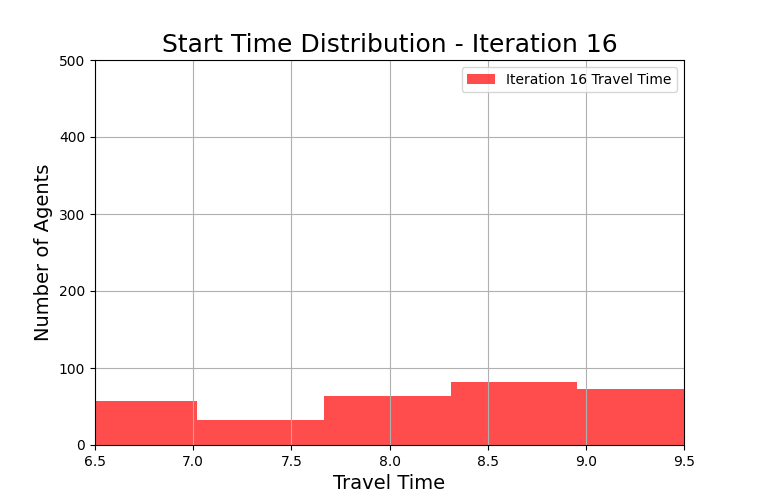 Start Time Distribution - Iteration 16
Iteration 16 Travel Time
Number of Agents
500
400
300
200
100
0
6.5 7.0 7.5 8.0 8.5 9.0 9.5
Travel Time